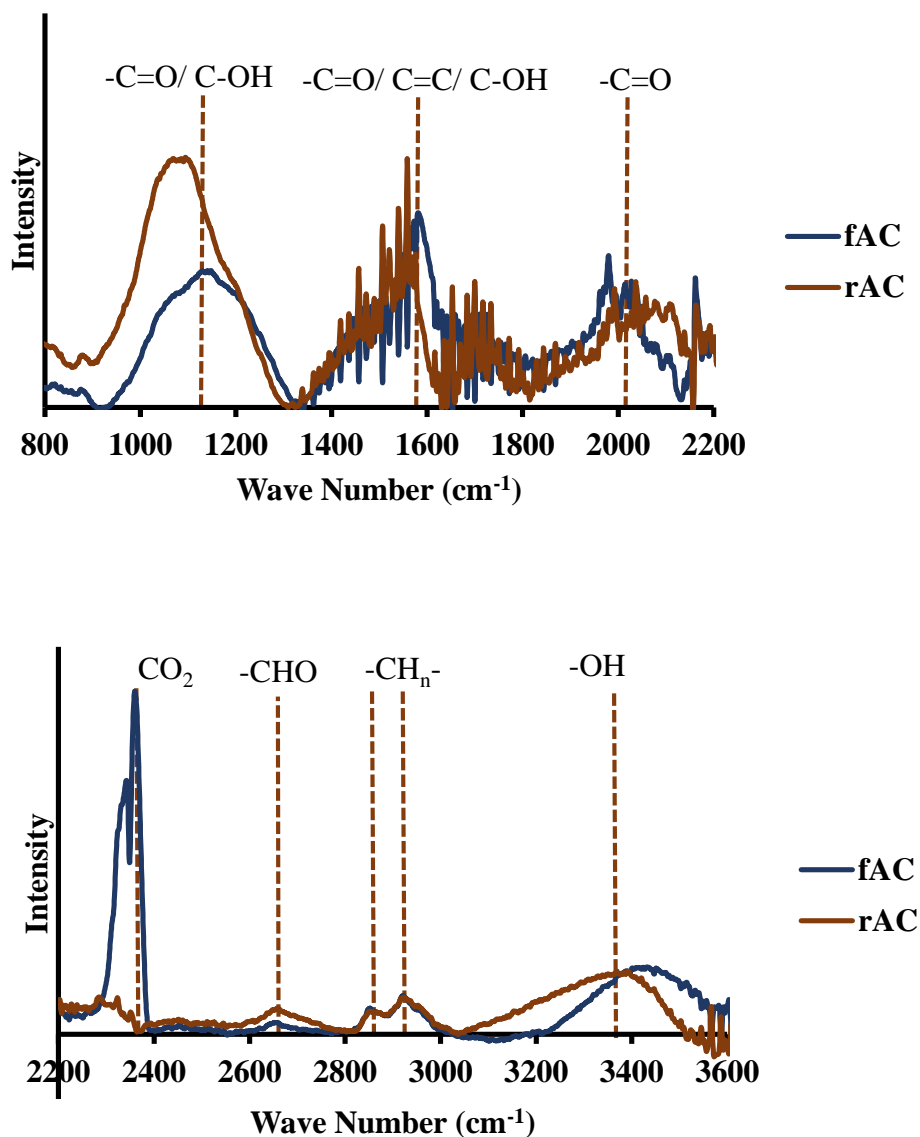 -C=O/ C-OH -C=O/ C=C/ C-OH -C=O
Intensity
fAC
rAC
800 1000 1200 1400 1600 1800 2000 2200
Wave Number (cm-1)
CO2 -CHO -CHn- -OH
Intensity
fAC
rAC
2200 2400 2600 2800 3000 3200 3400 3600
Wave Number (cm-1)